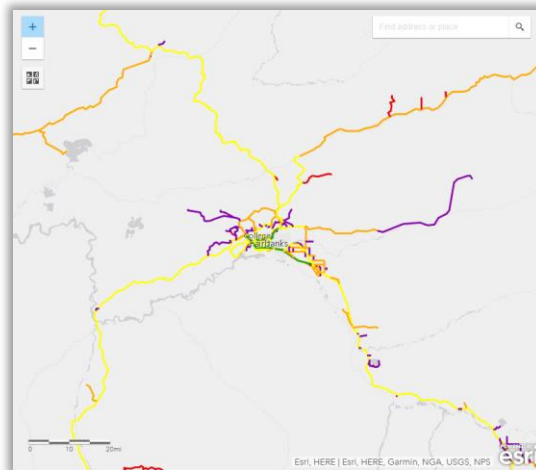 +
Find address or place
−
College
Fairbanks
0 10 20mi
Esri, HERE | Esri, HERE, Garmin, NGA, USGS, NPS
esri